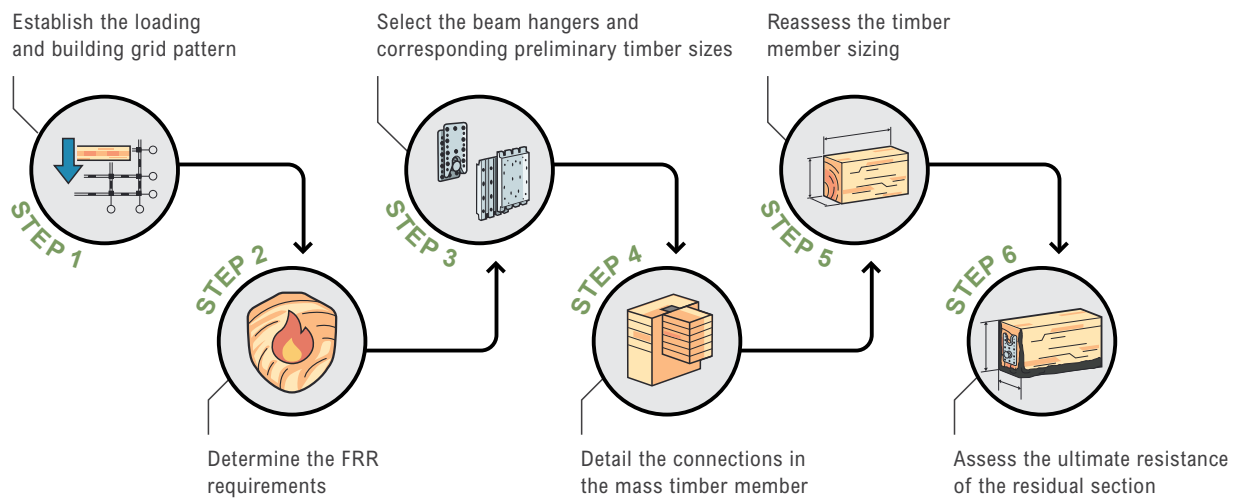 Establish the loading
and building grid pattern
STEP 1
STEP 2
Determine the FRR
requirements
Select the beam hangers and
corresponding preliminary timber sizes
STEP 3
STEP 4
Detail the connections in
the mass timber member
Reassess the timber
member sizing
STEP 5
STEP 6
Assess the ultimate resistance
of the residual section